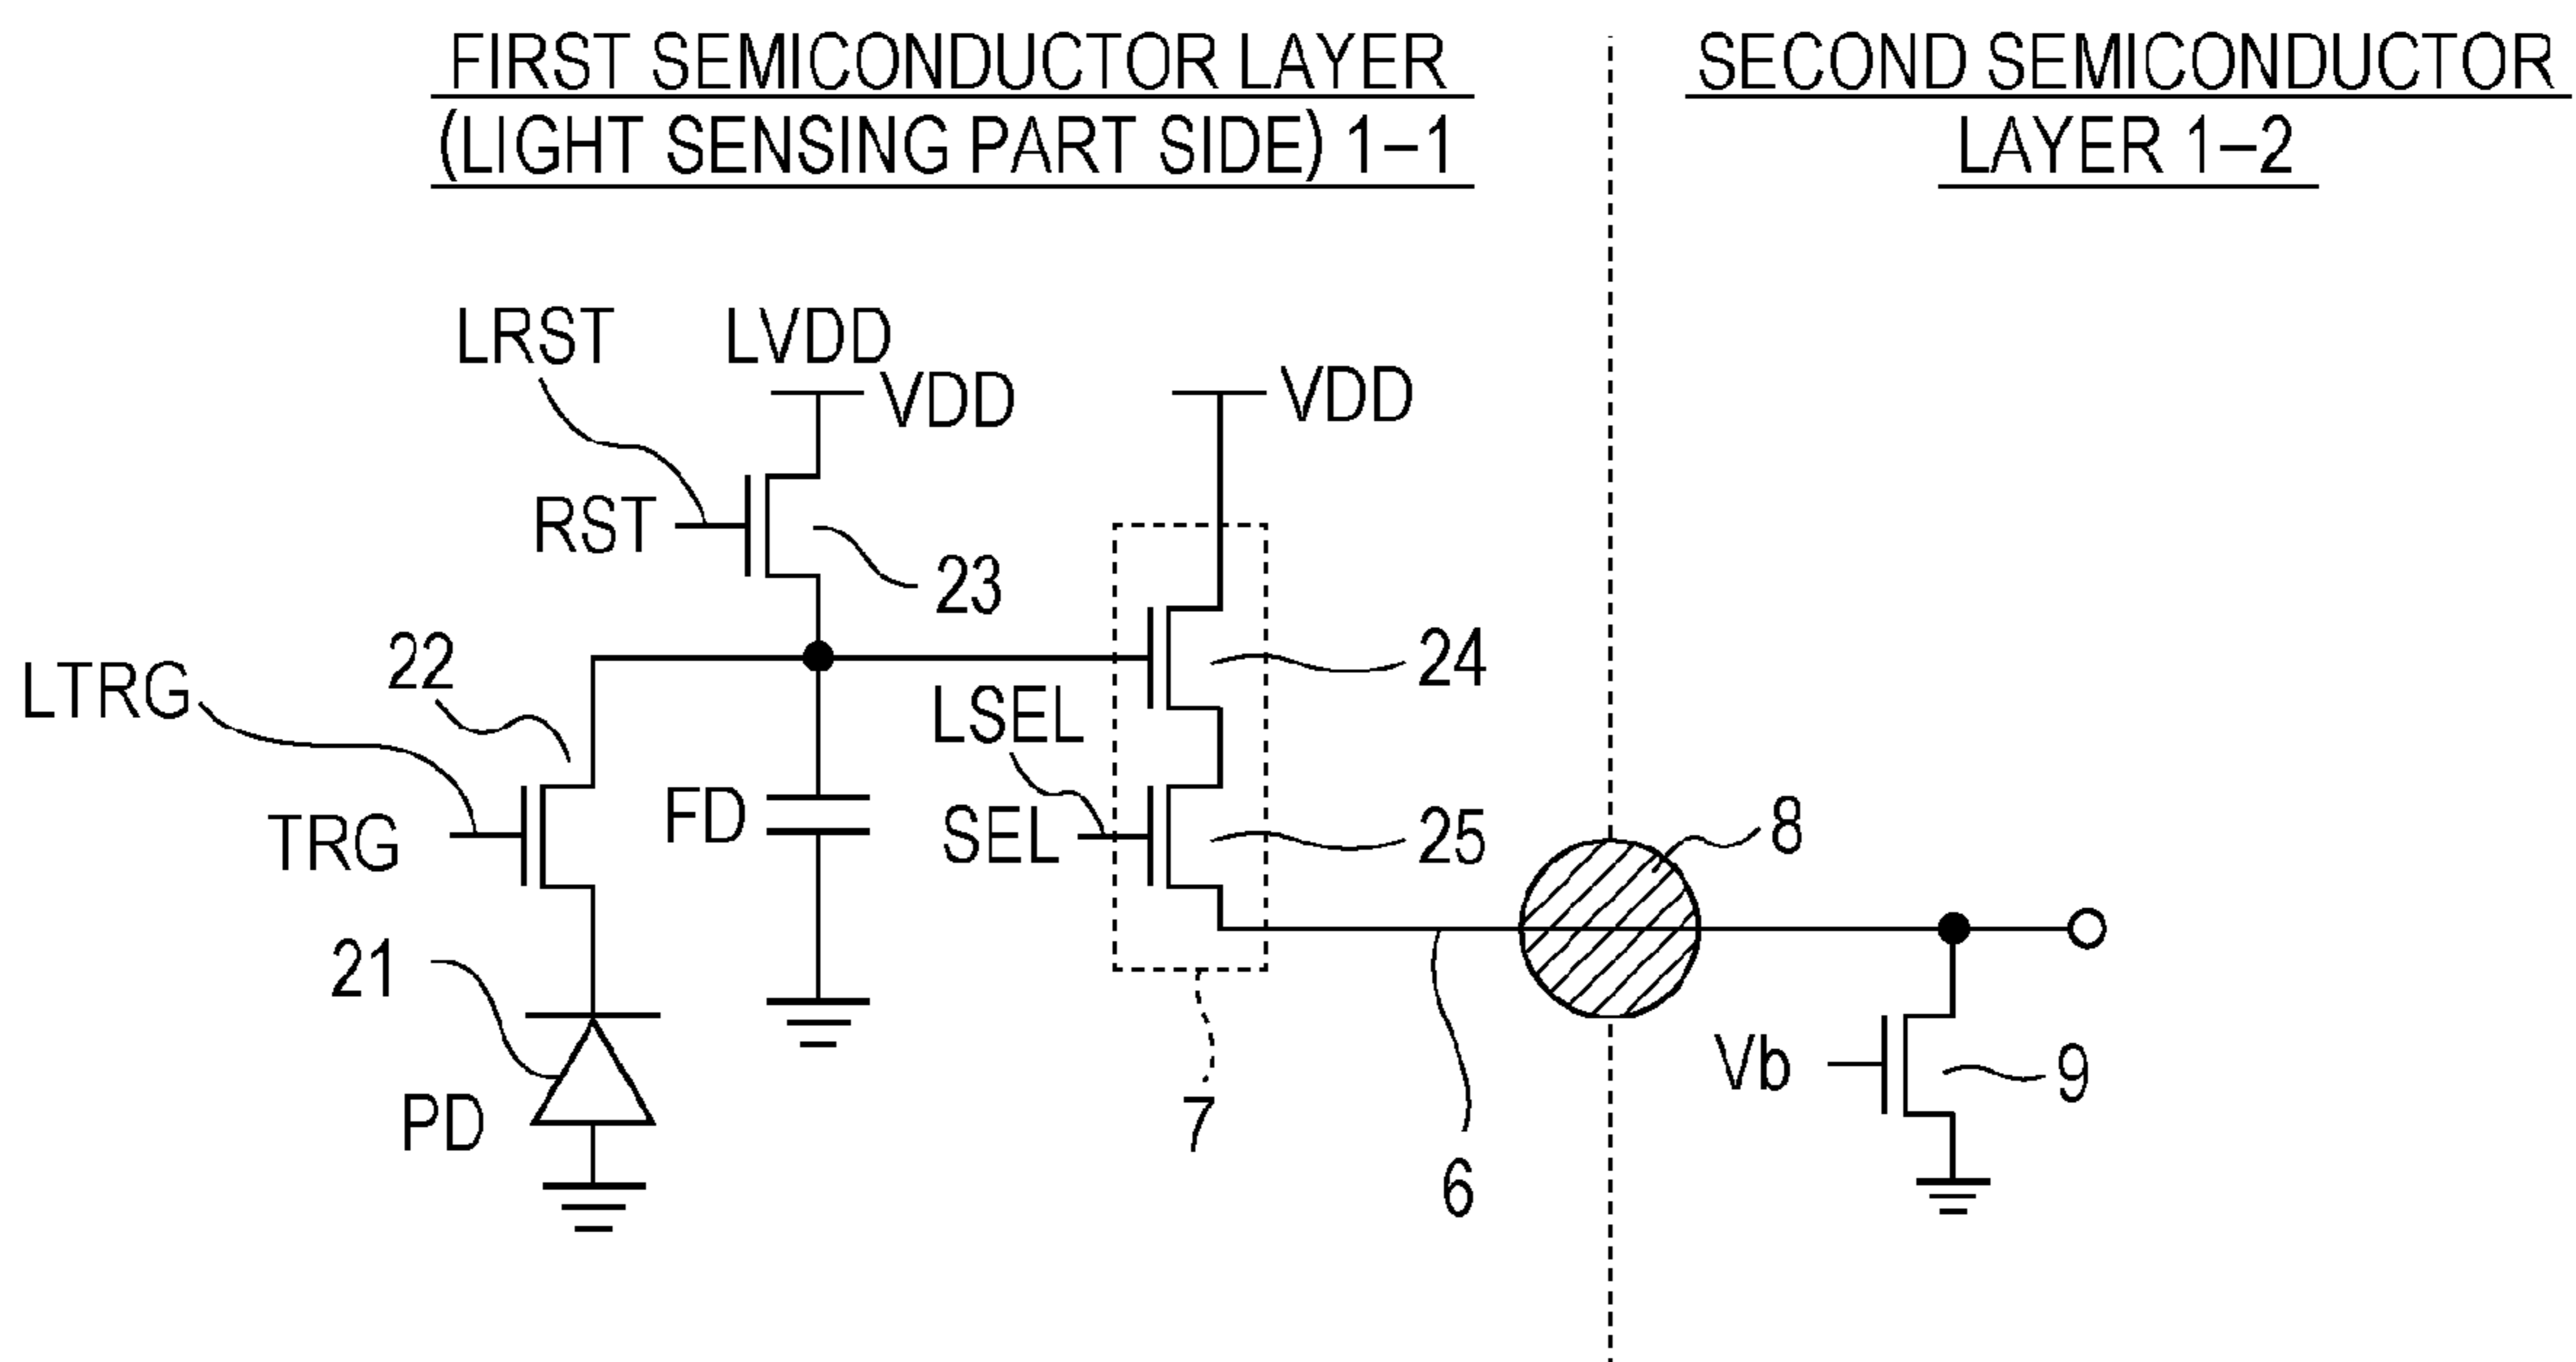 FIRST SEMICONDUCTOR LAYER
(LIGHT SENSING PART SIDE) 1–1
SECOND SEMICONDUCTOR
LAYER 1–2
LRST
LVDD
VDD
VDD
RST
23
22
24
LTRG
LSEL
FD
TRG
SEL
25
8
21
Vb
9
PD
7
6